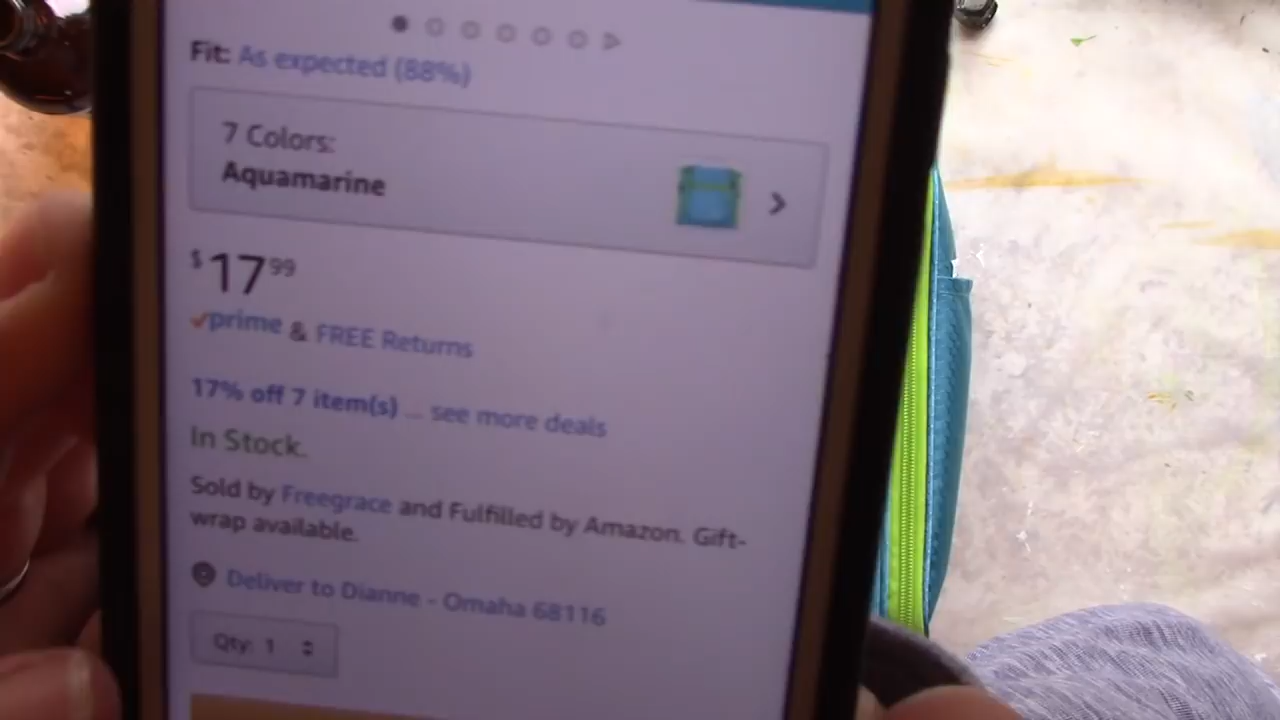 Fit: As expected (88%)
7 Colors:
Aquamarine
$17 99
prime & FREE Returns
17% off 7 item(s) ... see more deals
In Stock.
Sold by Freegrace and Fulfilled by Amazon. Gift-
wrap available.
Deliver to Dianne - Omaha 68116
Qty: 1